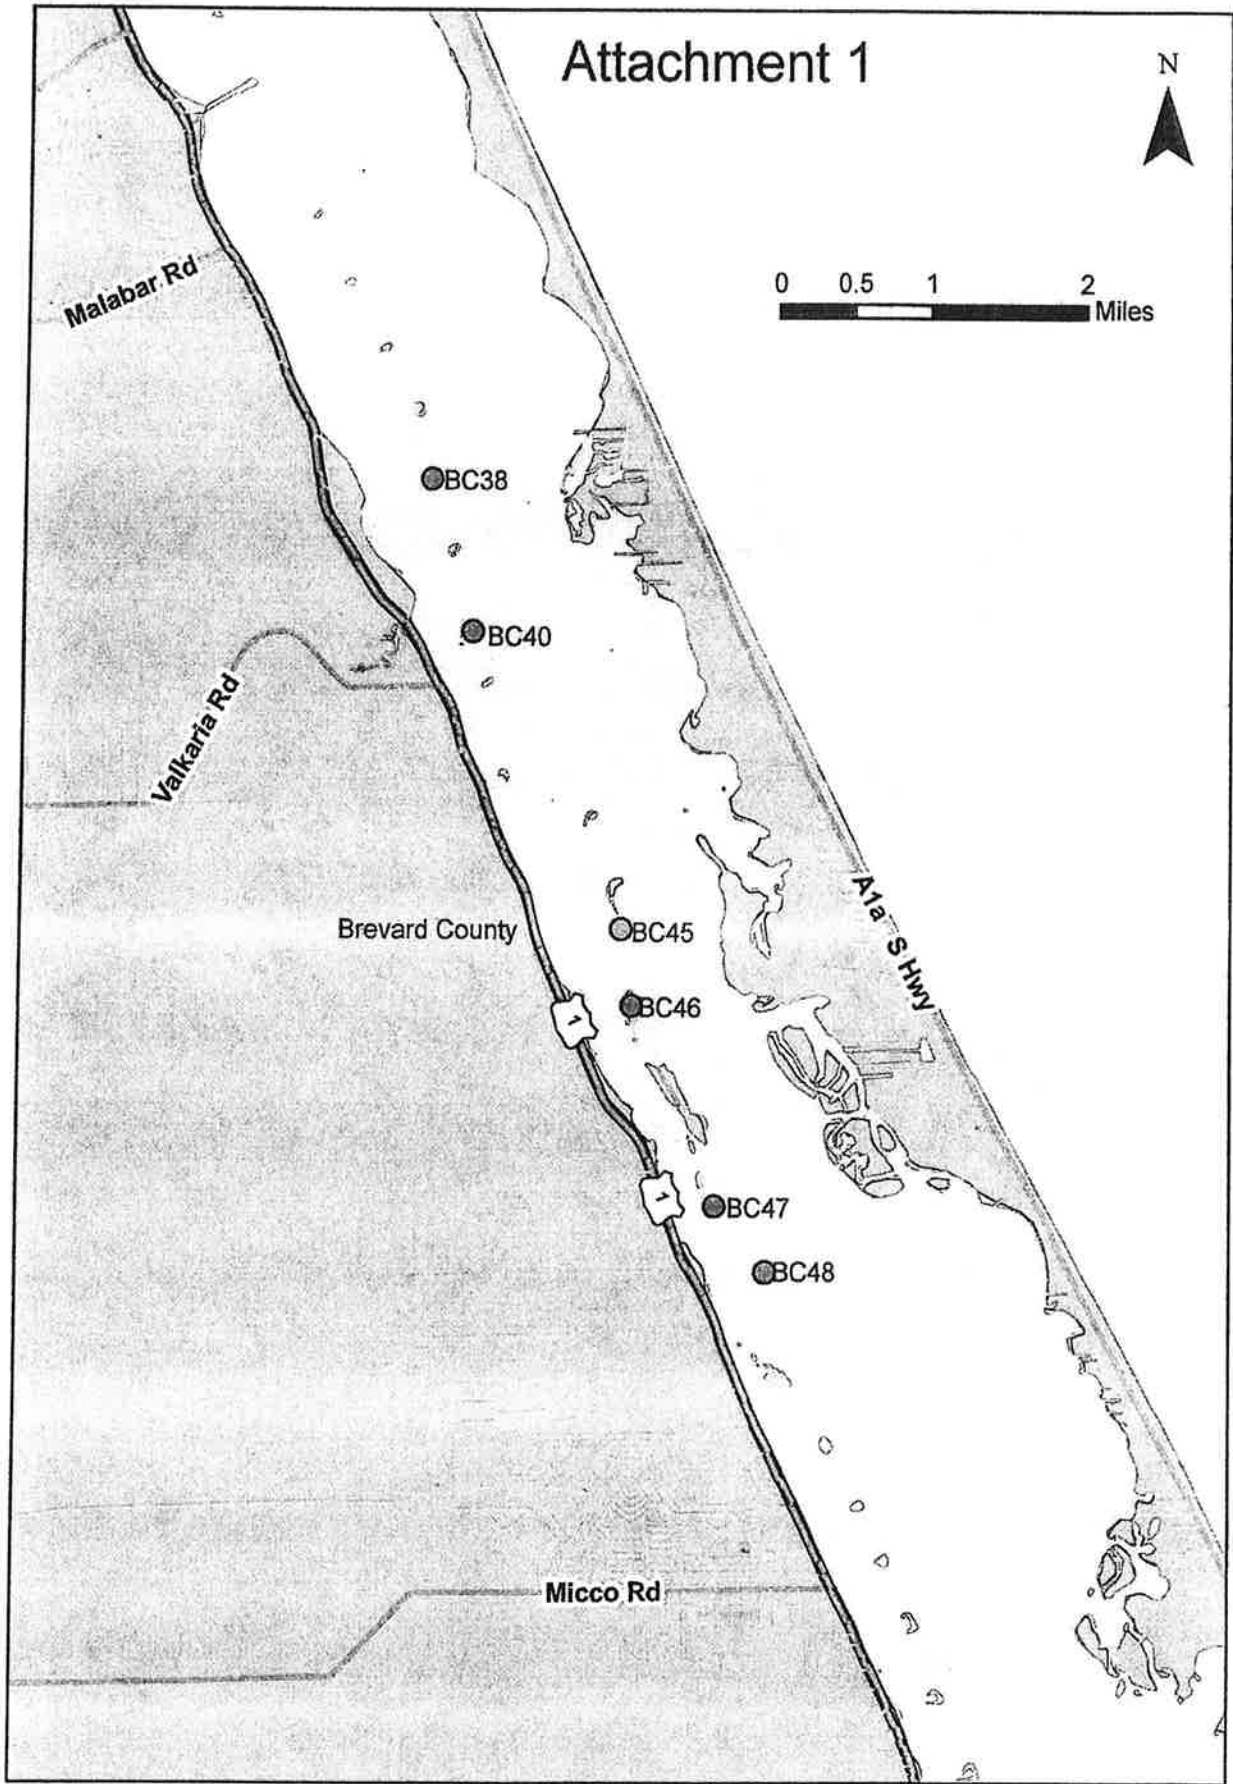 Attachment 1
N
Malabar Rd
0 0.5 1 2
Miles
BC38
BC40
Valkaria Rd
A1a S Hwy
Brevard County
BC45
BC46
1
1
BC47
BC48
Micco Rd